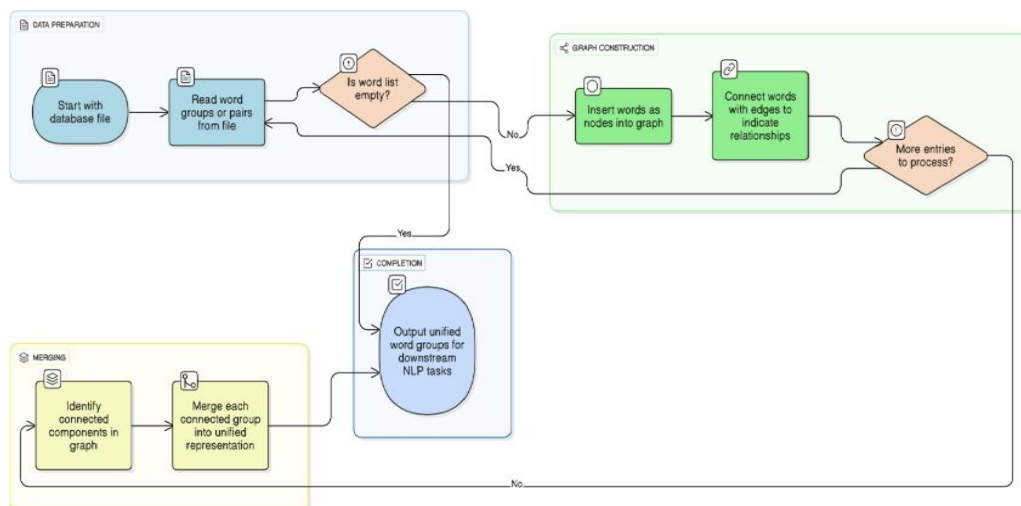 DATA PREPARATION
Start with
database file
Read word
groups or pairs
from file
Is word list
empty?
No
Yes
Yes
GRAPH CONSTRUCTION
Insert words as
nodes into graph
Connect words
with edges to
indicate
relationships
More entries
to process?
COMPLETION
Output unified
word groups for
downstream
NLP tasks
MERGING
Identify
connected
components in
graph
Merge each
connected group
into unified
representation
No